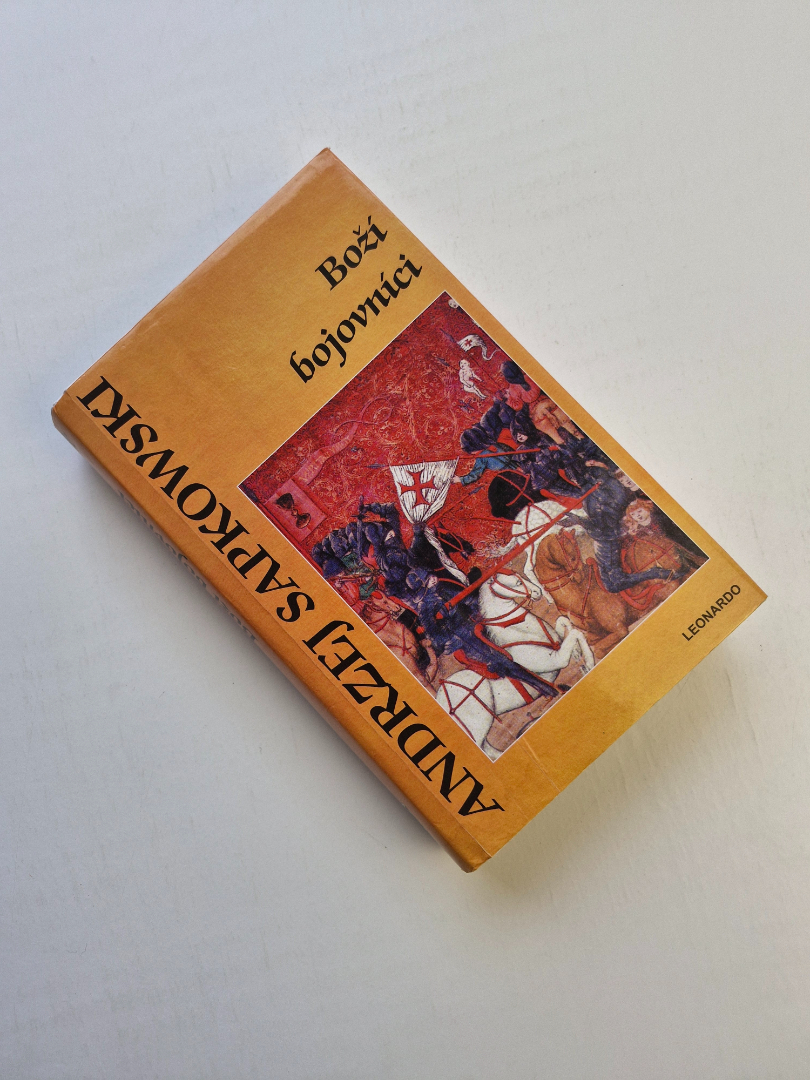 Boží
bojovníci
ANDRZEJ SAPKOWSKI
LEONARDO